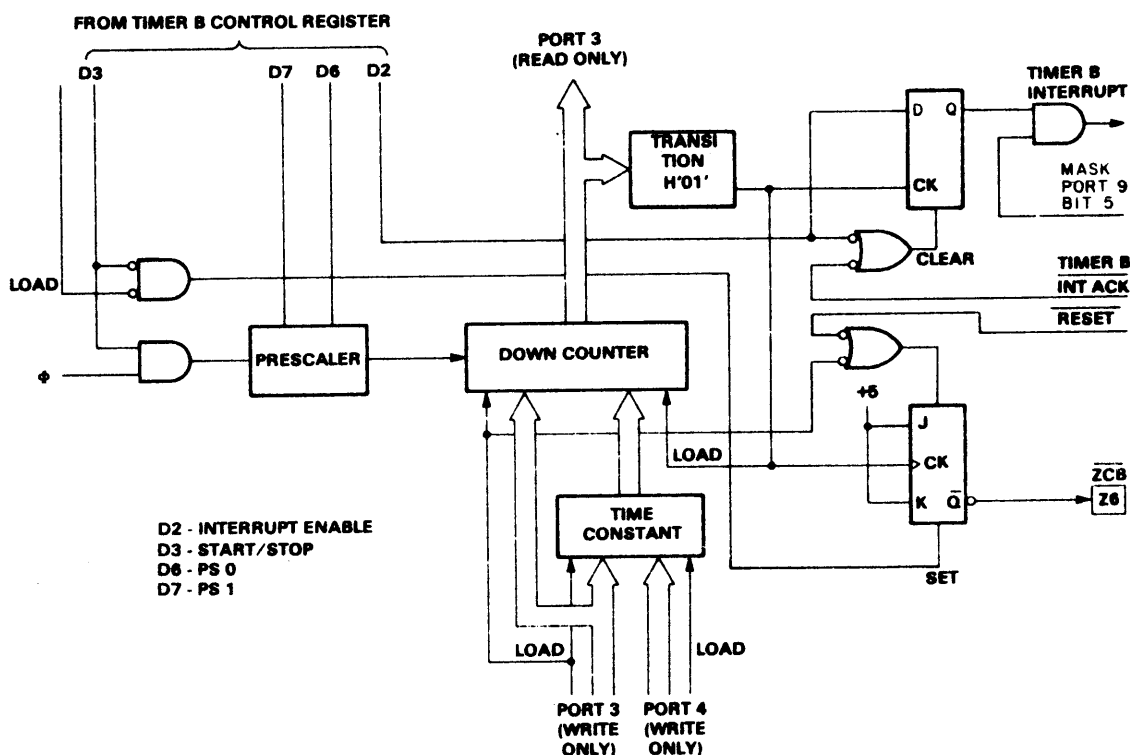 FROM TIMER B CONTROL REGISTER
D3
D7
D6
D2
PORT 3
(READ ONLY)
TRANSI
TION
H'01'
D
Q
CK
TIMER B
INTERRUPT
MASK
PORT 9
BIT 5
CLEAR
TIMER B
INT ACK
RESET
LOAD
Φ
PRESCALER
DOWN COUNTER
+5
J
CK
K
Q̅
Z̅C̅B̅
Z6
SET
LOAD
TIME
CONSTANT
D2 - INTERRUPT ENABLE
D3 - START/STOP
D6 - PS 0
D7 - PS 1
LOAD
LOAD
PORT 3
(WRITE
ONLY)
PORT 4
(WRITE
ONLY)